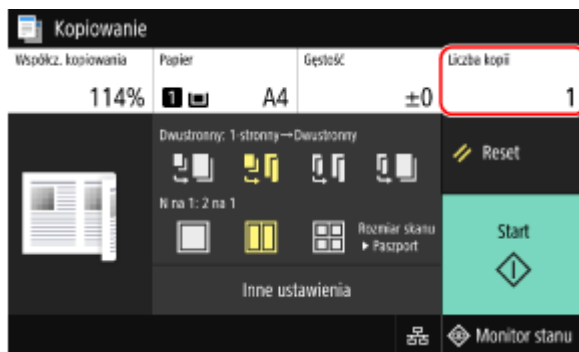 Kopiowanie
Współcz. kopiowania
Papier
Gęstość
Liczba kopii
114%
1
A4
±0
1
Dwustronny: 1-stronny→Dwustronny
Reset
N na 1: 2 na 1
Rozmiar skanu
▶ Paszport
Start
Inne ustawienia
Monitor stanu